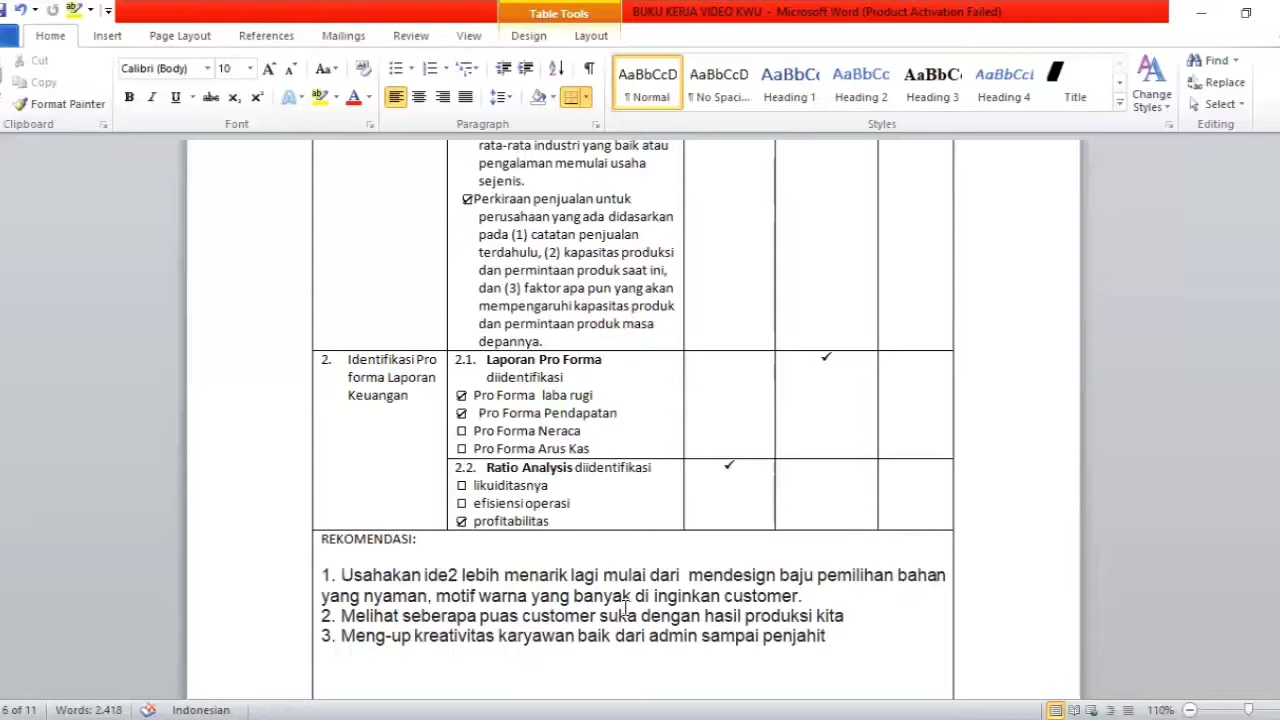 Table Tools
BUKU KERJA VIDEO KWU - Microsoft Word (Product Activation Failed)
Home
Insert
Page Layout
References
Mailings
Review
View
Design
Layout
Cut
Copy
Format Painter
Clipboard
Calibri (Body)
10
Font
Paragraph
AaBbCcD
AaBbCcD
AaBbCc
AaBbCc
AaBbCc
AaBbCcI
¶ Normal
¶ No Spaci...
Heading 1
Heading 2
Heading 3
Heading 4
Title
Styles
Change
Styles
Find
Replace
Select
Editing
rata-rata industri yang baik atau
pengalaman memulai usaha
sejenis.
Perkiraan penjualan untuk
perusahaan yang ada didasarkan
pada (1) catatan penjualan
terdahulu, (2) kapasitas produksi
dan permintaan produk saat ini,
dan (3) faktor apa pun yang akan
mempengaruhi kapasitas produk
dan permintaan produk masa
depannya.
2. Identifikasi Pro
forma Laporan
Keuangan
2.1. Laporan Pro Forma
diidentifikasi
Pro Forma laba rugi
Pro Forma Pendapatan
Pro Forma Neraca
Pro Forma Arus Kas
✓
2.2. Ratio Analysis diidentifikasi
likuiditasnya
efisiensi operasi
profitabilitas
✓
REKOMENDASI:
1. Usahakan ide2 lebih menarik lagi mulai dari mendesign baju pemilihan bahan
yang nyaman, motif warna yang banyak di inginkan customer.
2. Melihat seberapa puas customer suka dengan hasil produksi kita
3. Meng-up kreativitas karyawan baik dari admin sampai penjahit
6 of 11
Words: 2.418
Indonesian
110%